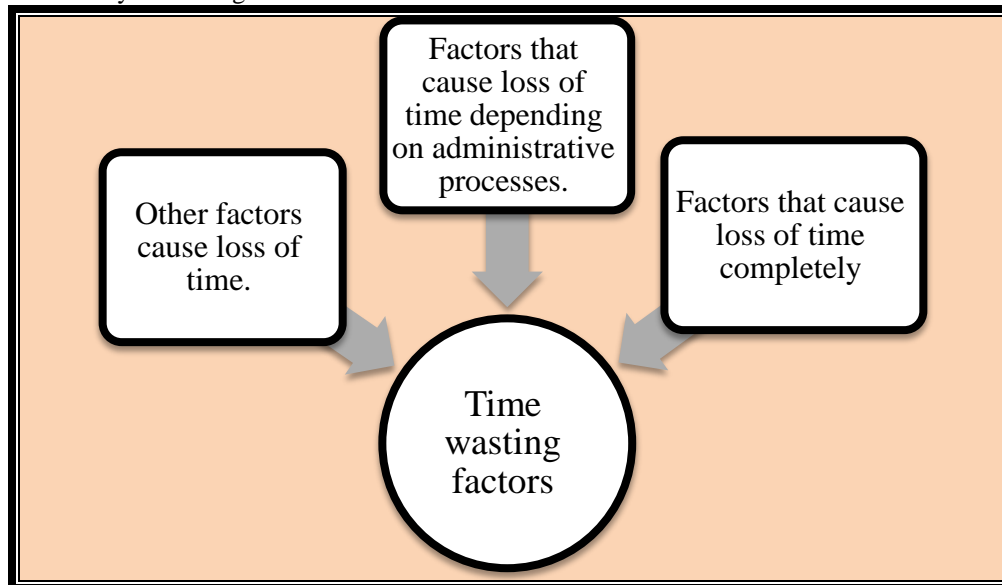 Factors that
cause loss of
time depending
on administrative
processes.
Other factors
cause loss of
time.
Factors that cause
loss of time
completely
Time
wasting
factors